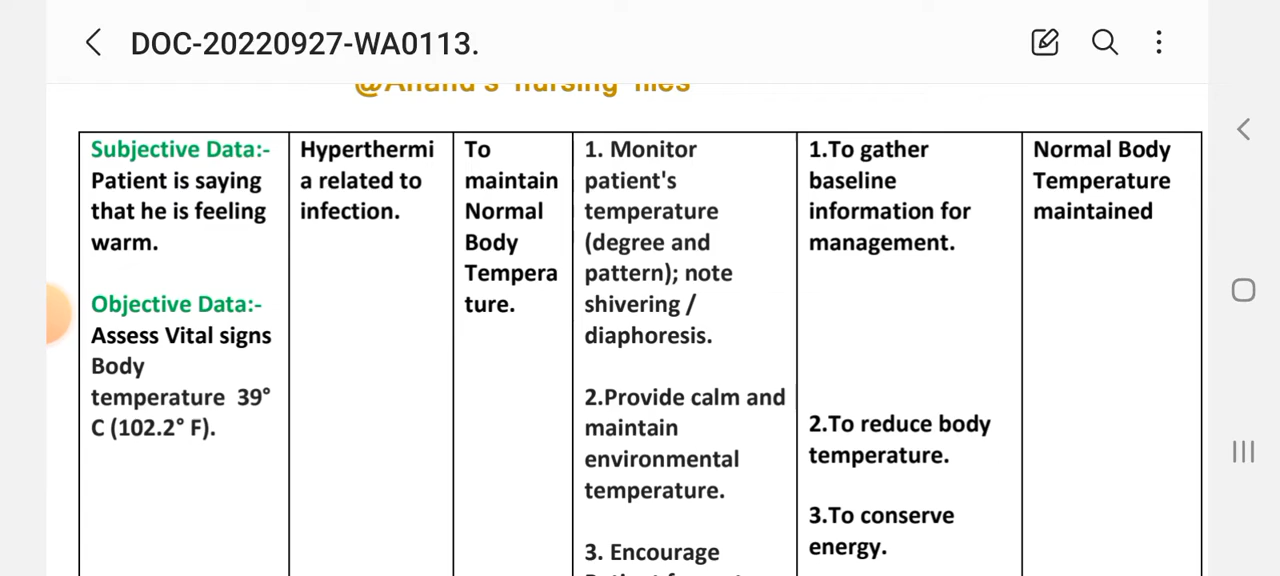 DOC-20220927-WA0113.
@Anand's nursing files
Subjective Data:-
Patient is saying
that he is feeling
warm.
Objective Data:-
Assess Vital signs
Body
temperature 39°
C (102.2° F).
Hyperthermi
a related to
infection.
To
maintain
Normal
Body
Tempera
ture.
1. Monitor
patient's
temperature
(degree and
pattern); note
shivering /
diaphoresis.
2.Provide calm and
maintain
environmental
temperature.
3. Encourage
1.To gather
baseline
information for
management.
2.To reduce body
temperature.
3.To conserve
energy.
Normal Body
Temperature
maintained